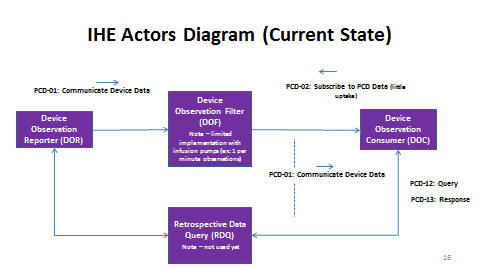 IHE Actors Diagram (Current State)
PCD-01: Communicate Device Data
PCD-02: Subscribe to PCD Data (little
uptake)
Device
Observation
Reporter (DOR)
Device
Observation Filter
(DOF)
Note – limited
implementation with
infusion pumps (ex: 1 per
minute observations)
Device
Observation
Consumer (DOC)
PCD-01: Communicate Device Data
PCD-12: Query
PCD-13: Response
Retrospective Data
Query (RDQ)
Note – not used yet
16